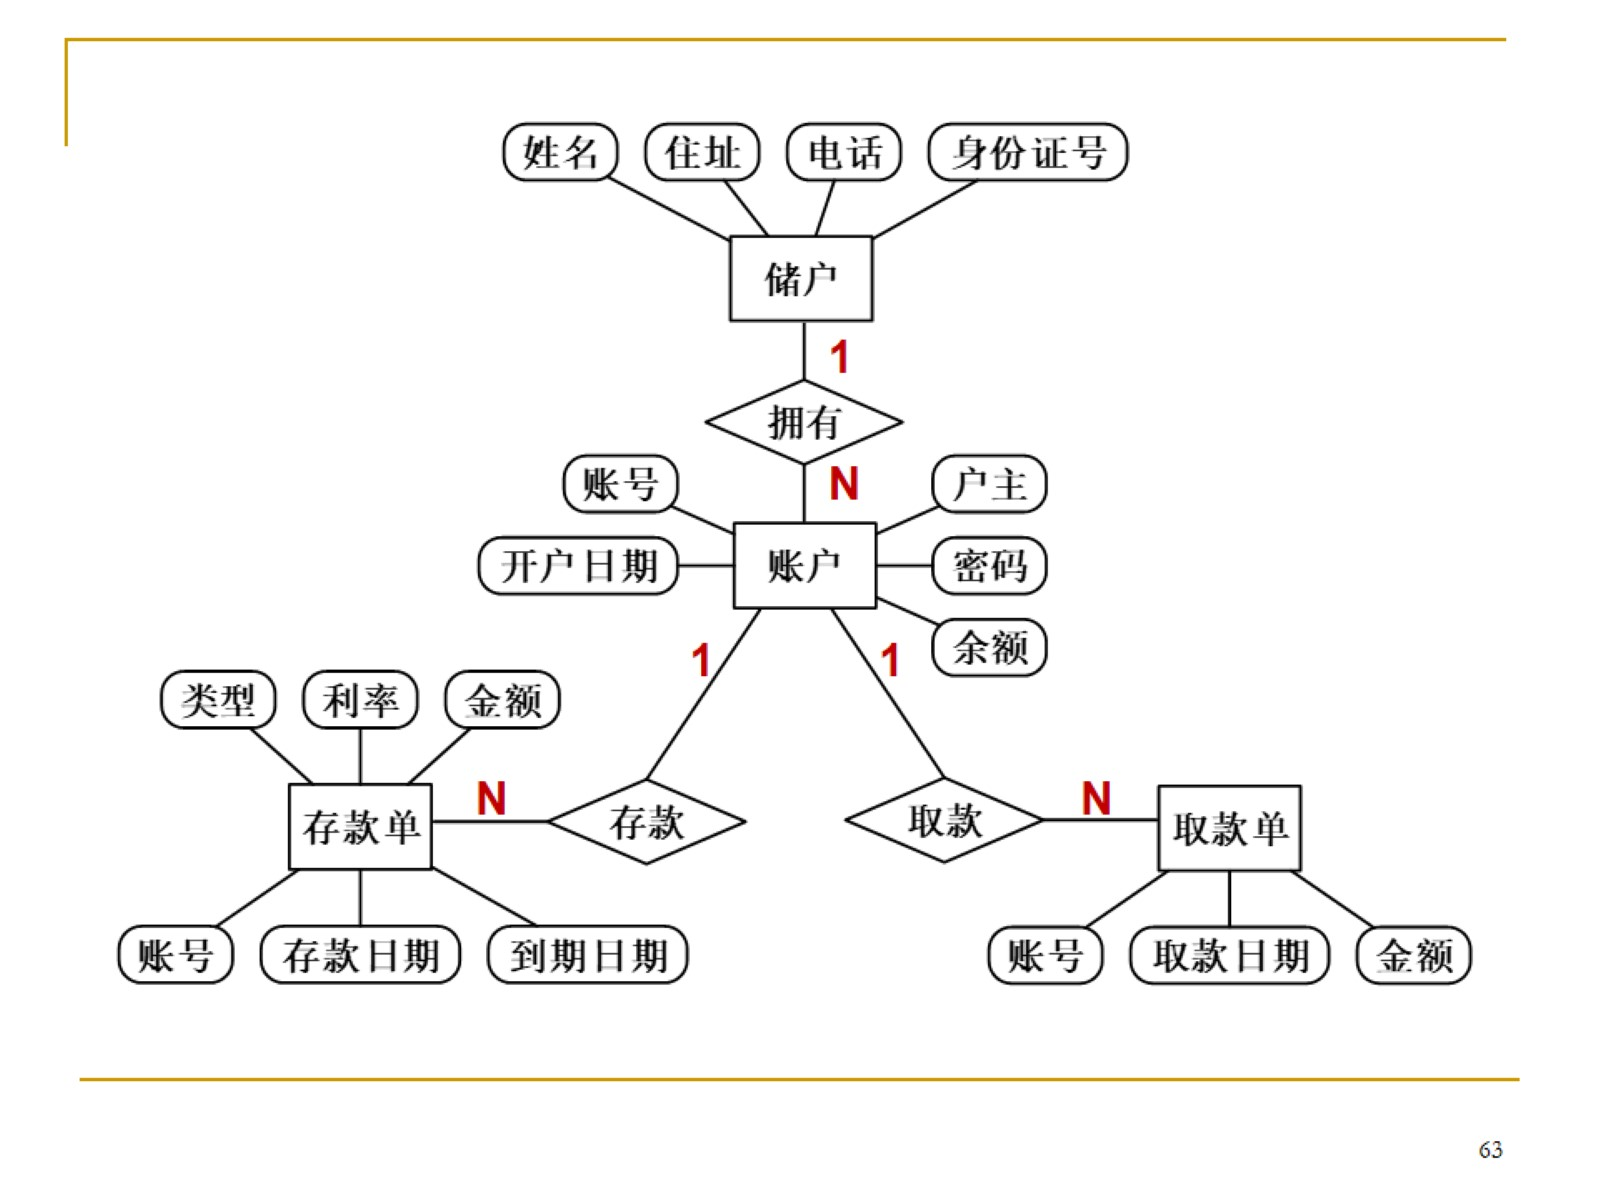 姓名 住址 电话 身份证号
储户
1
拥有
账号 N 户主
开户日期 账户 密码
1 1 余额
类型 利率 金额
存款单 N 存款 取款 N 取款单
账号 存款日期 到期日期 账号 取款日期 金额
63